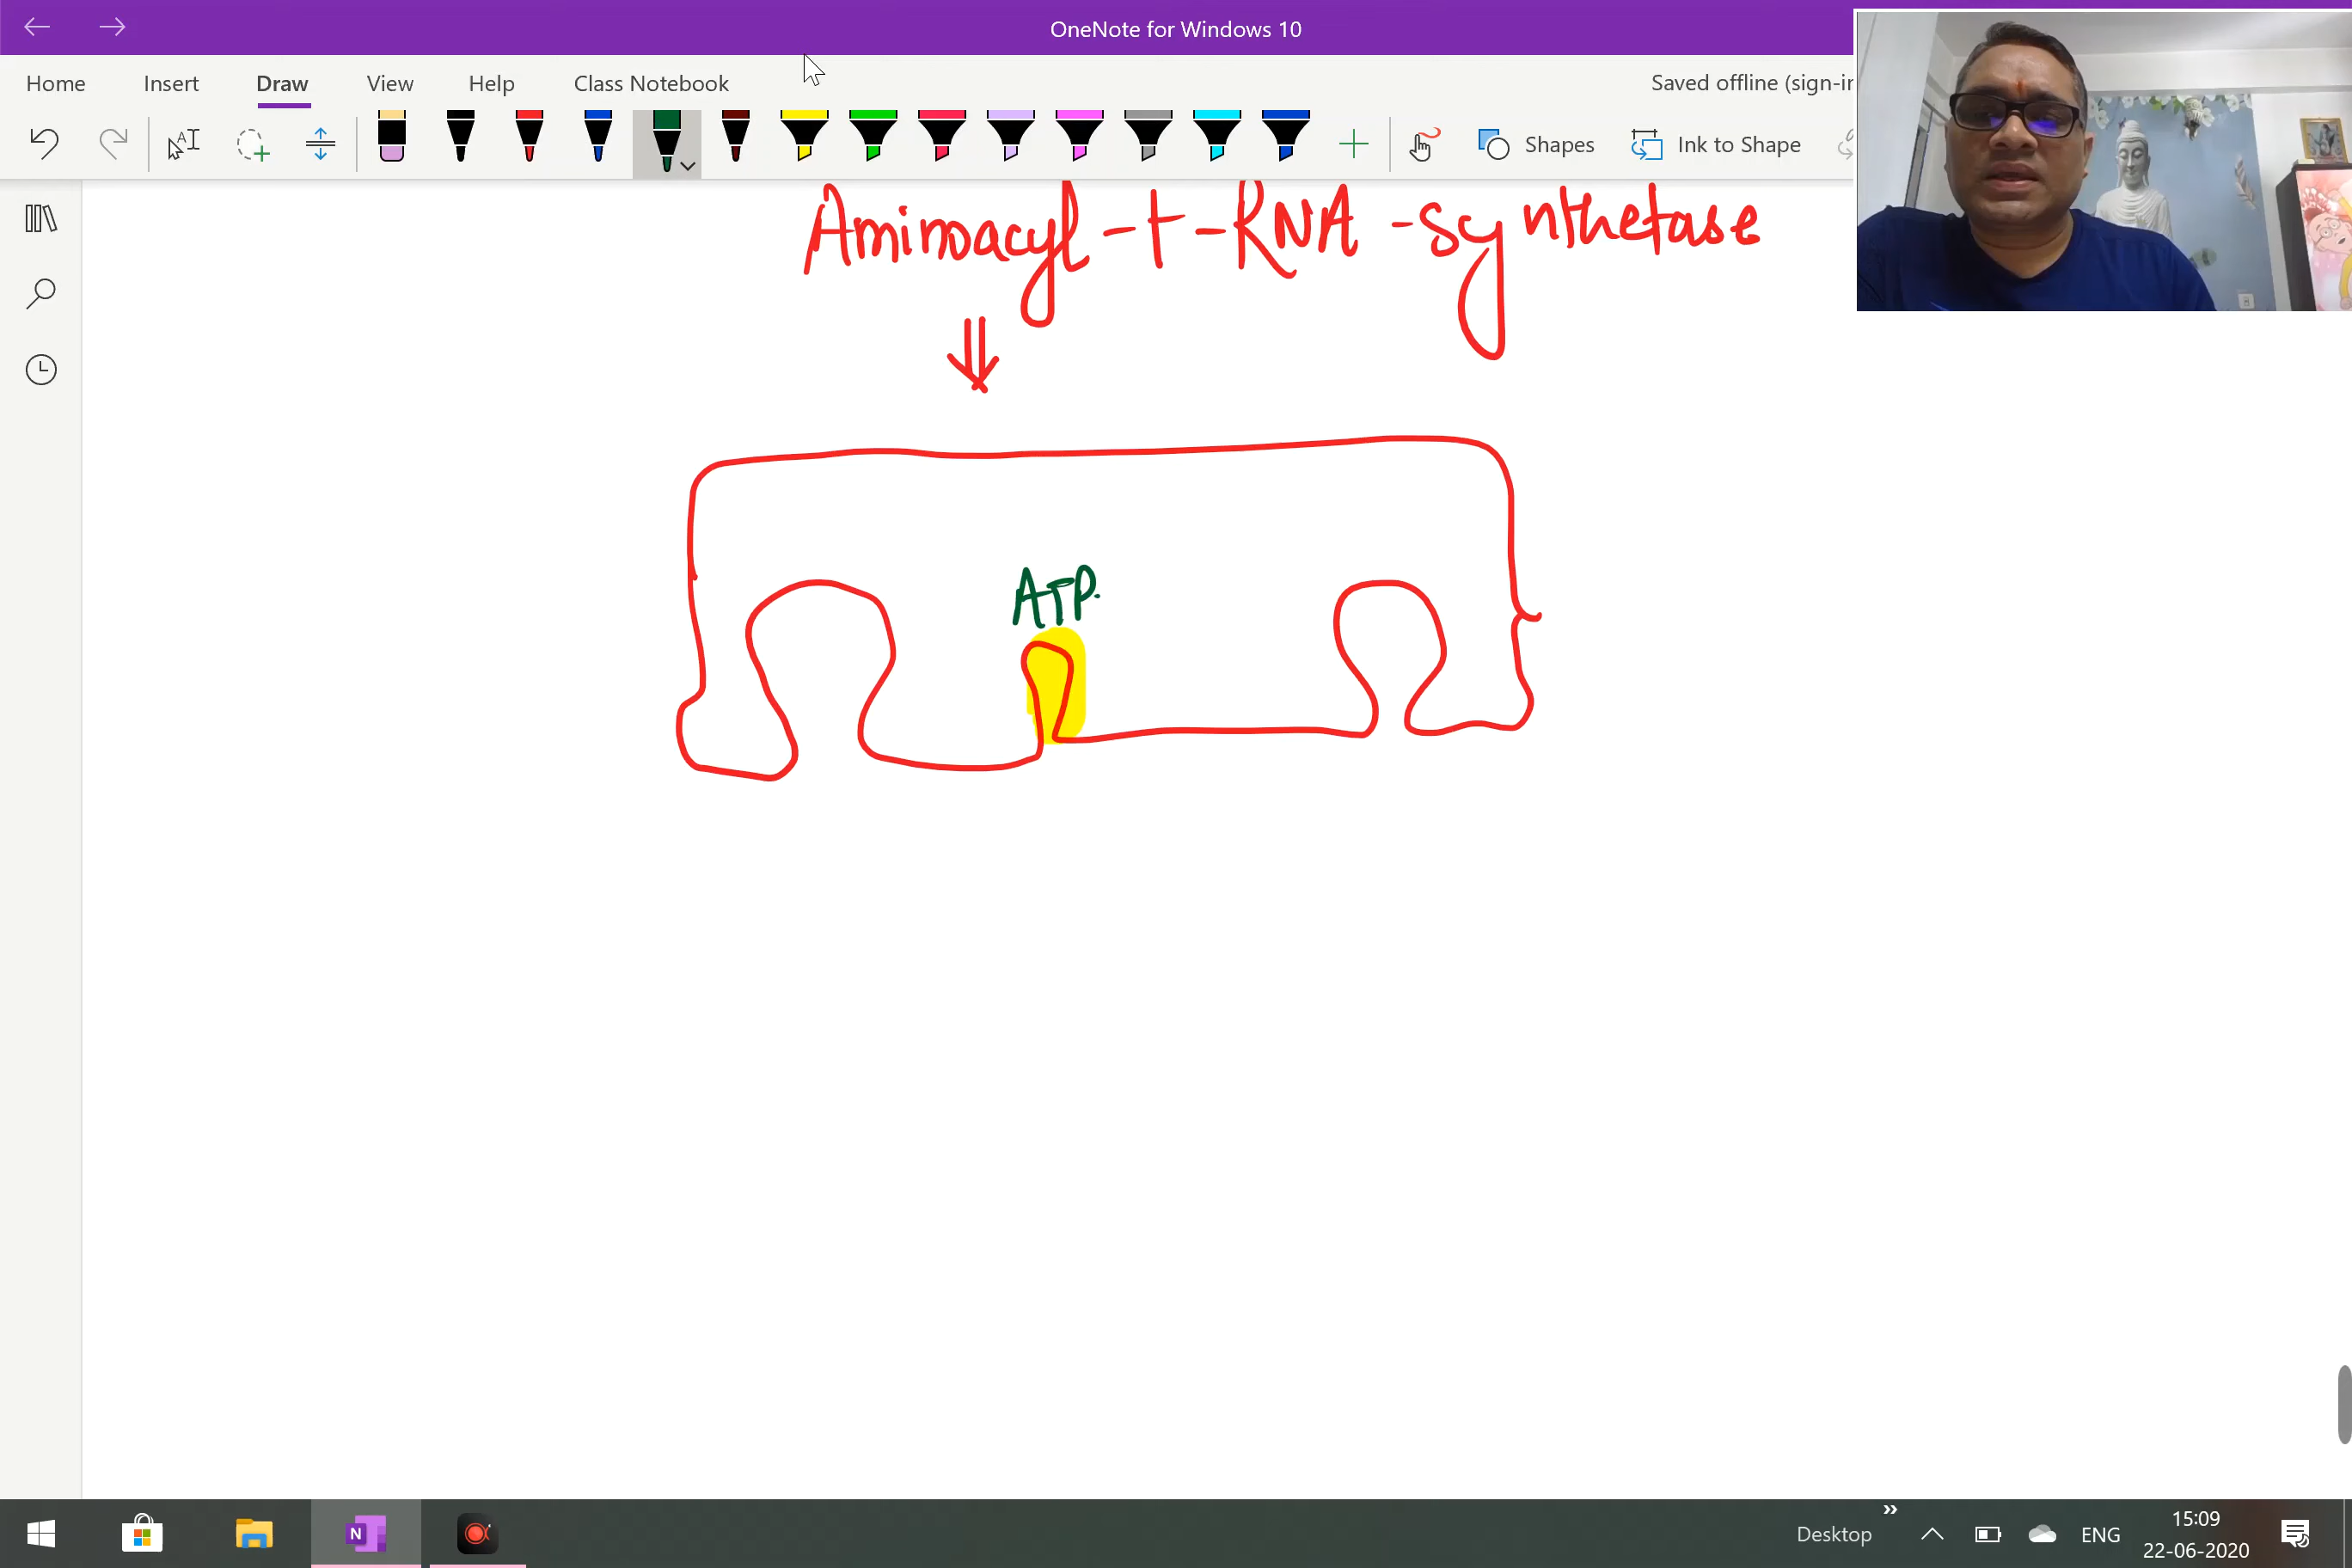 OneNote for Windows 10
Home Insert Draw View Help Class Notebook Saved offline (sign-in
Shapes Ink to Shape
Aminoacyl-t-RNA-synthetase
ATP
Desktop ENG 15:09
22-06-2020